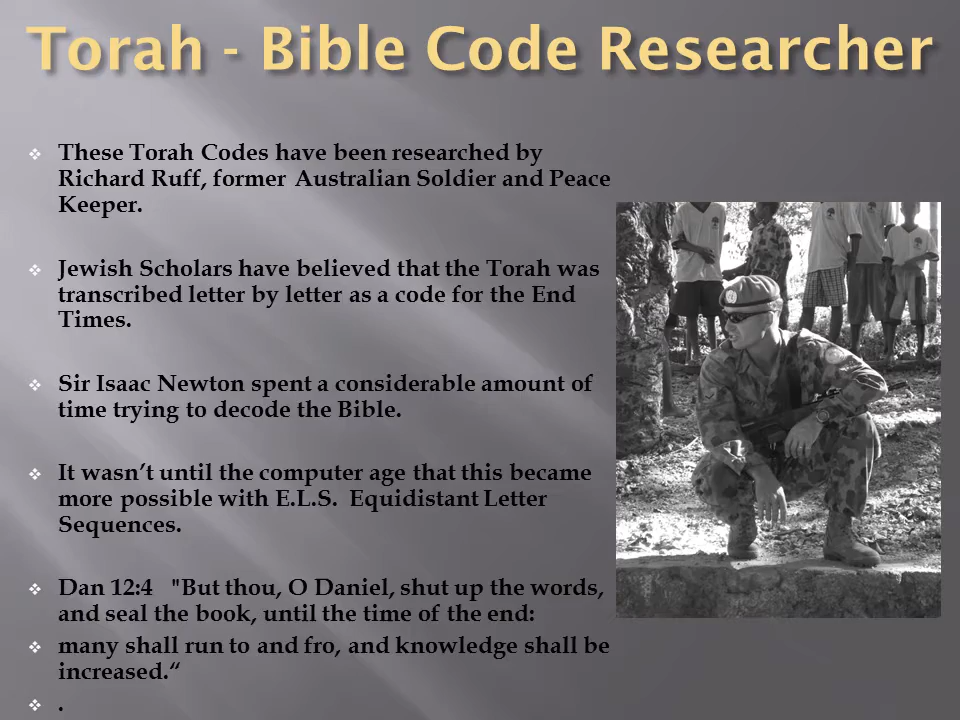 Torah - Bible Code Researcher
These Torah Codes have been researched by
Richard Ruff, former Australian Soldier and Peace
Keeper.
Jewish Scholars have believed that the Torah was
transcribed letter by letter as a code for the End
Times.
Sir Isaac Newton spent a considerable amount of
time trying to decode the Bible.
It wasn’t until the computer age that this became
more possible with E.L.S. Equidistant Letter
Sequences.
Dan 12:4 "But thou, O Daniel, shut up the words,
and seal the book, until the time of the end:
many shall run to and fro, and knowledge shall be
increased.“
.